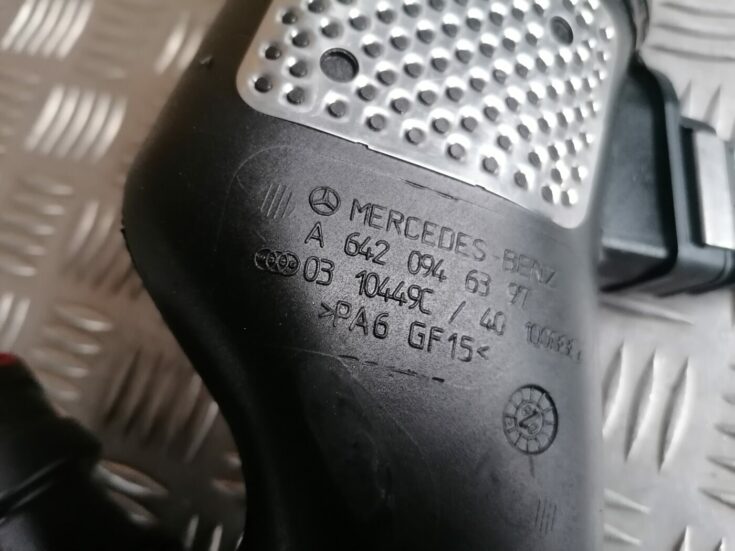 MERCEDES-BENZ
A 642 094 63 97
03 10449C / 40
>PA6 GF15<